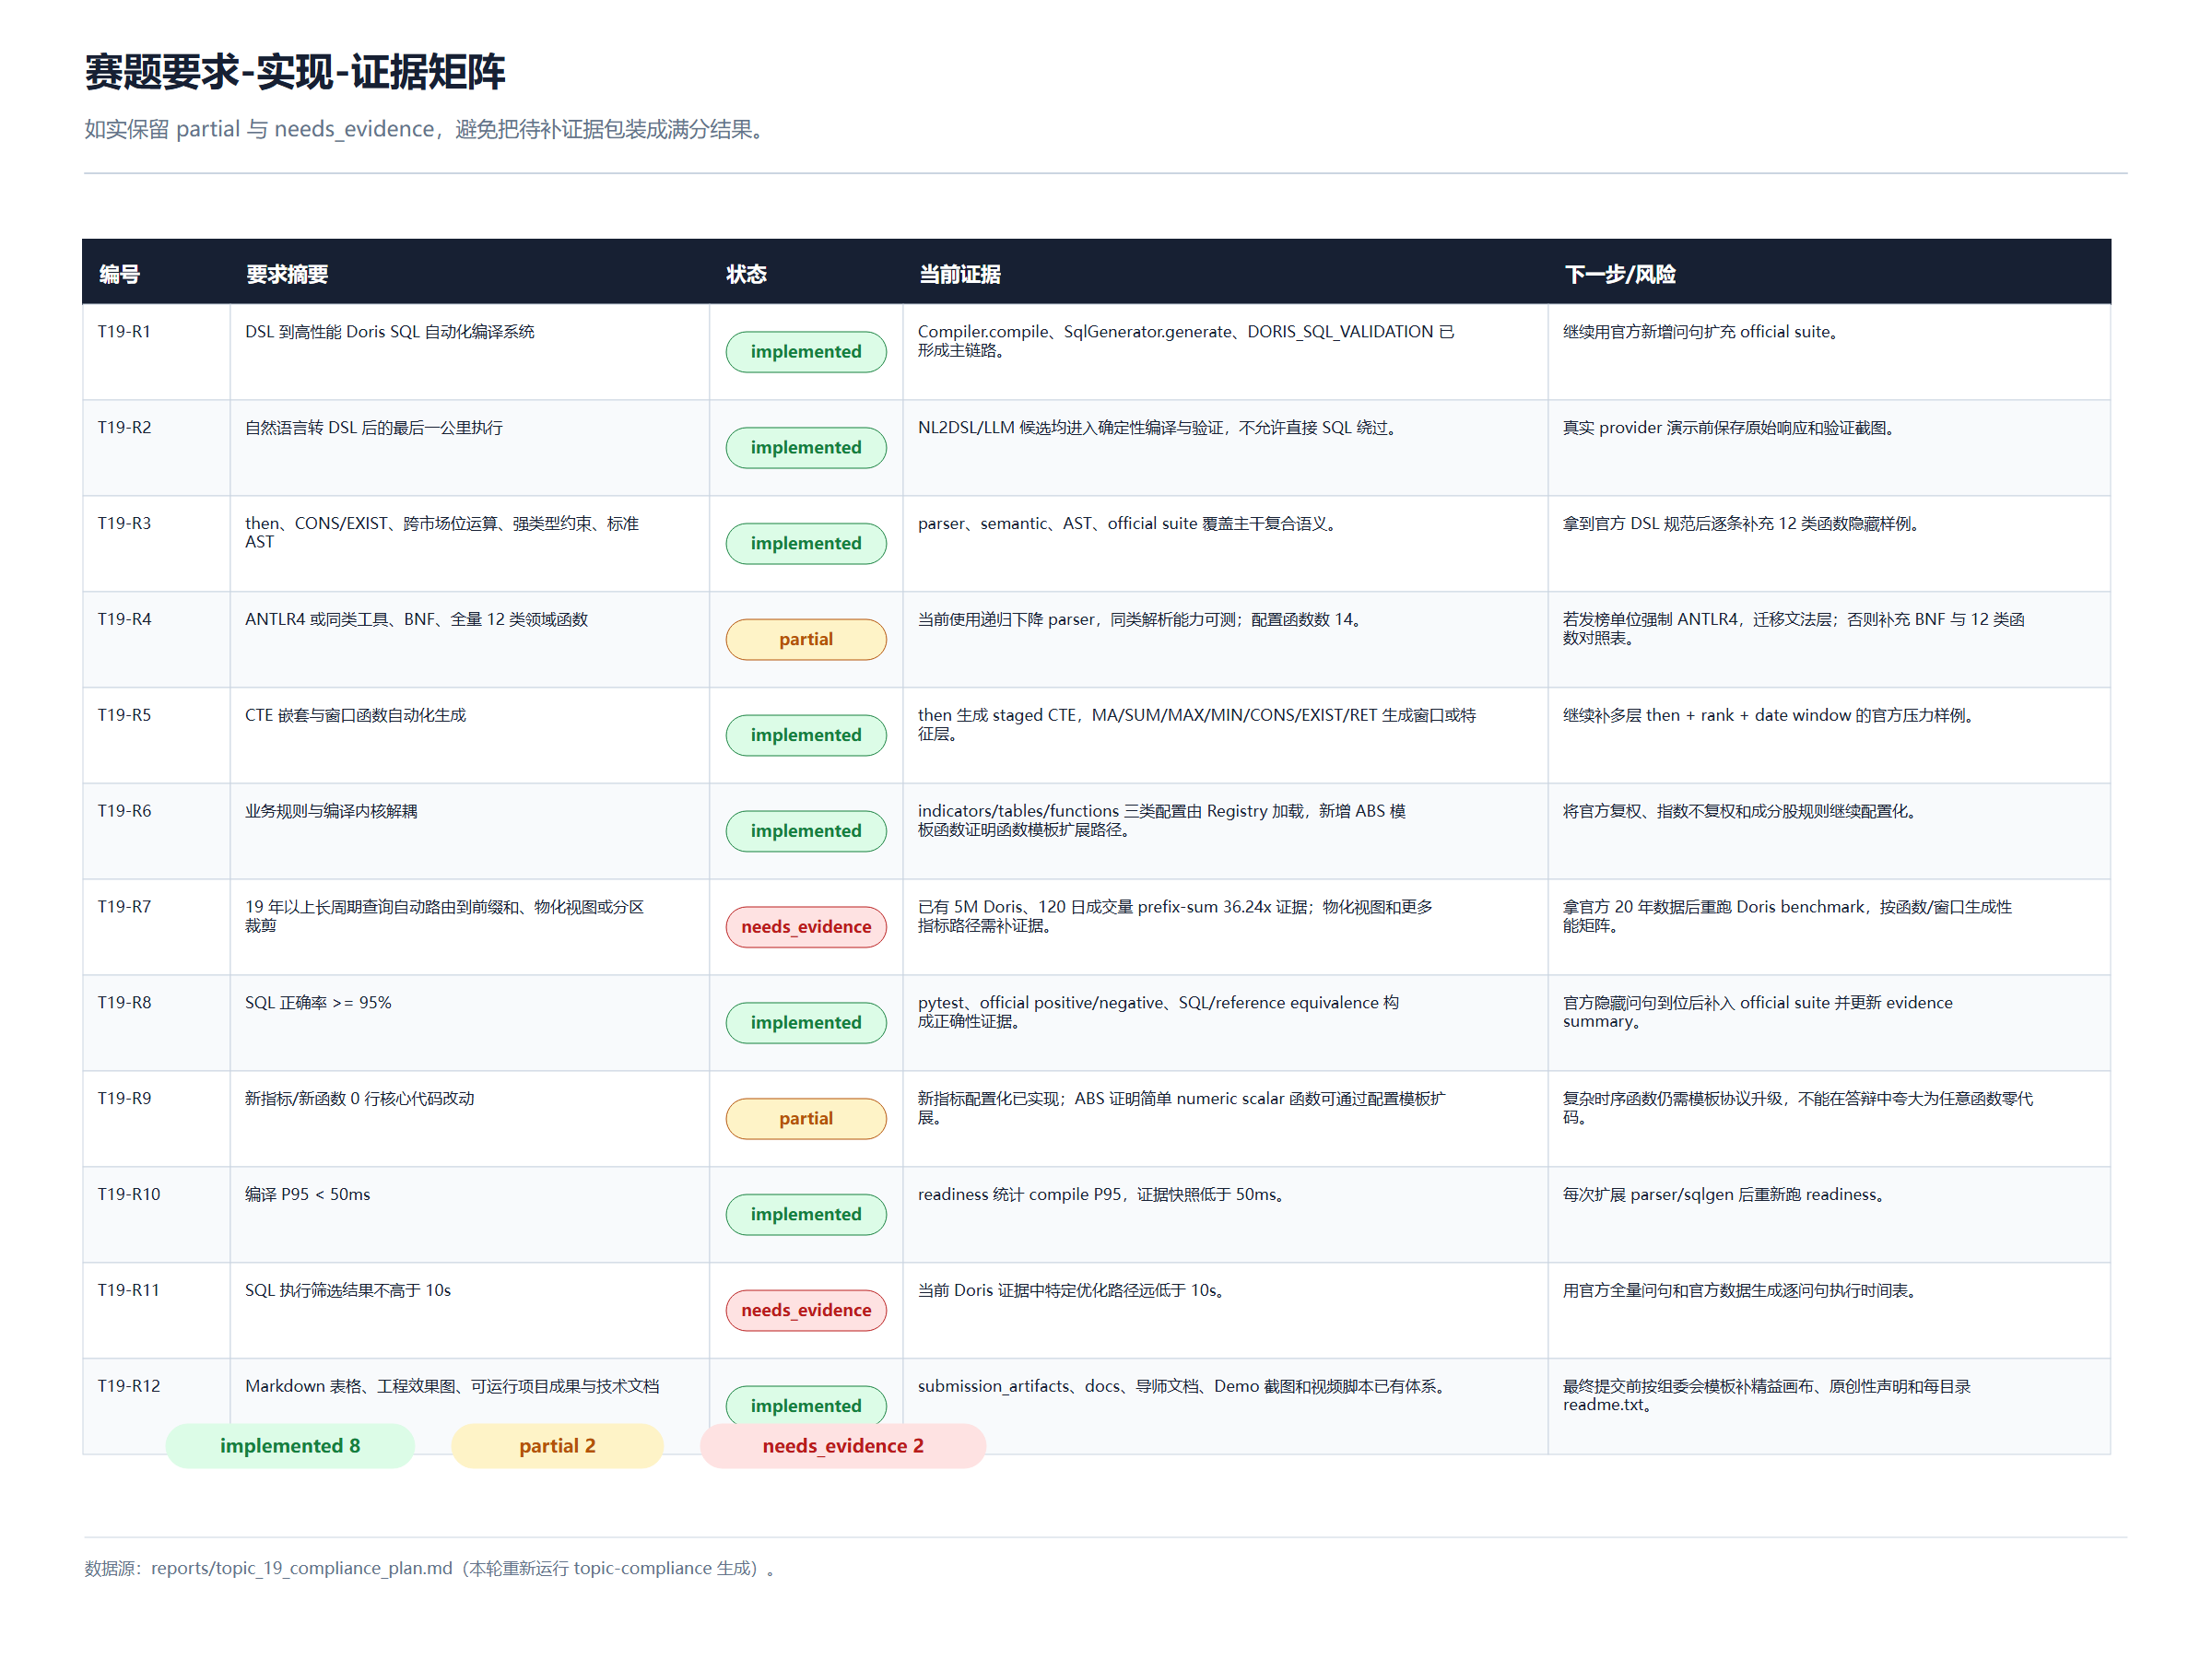 赛题要求-实现-证据矩阵
如实保留 partial 与 needs_evidence，避免把待补证据包装成满分结果。
编号 要求摘要 状态 当前证据 下一步/风险
T19-R1
DSL 到高性能 Doris SQL 自动化编译系统
implemented
Compiler.compile、SqlGenerator.generate、DORIS_SQL_VALIDATION 已
形成主链路。
继续用官方新增问句扩充 official suite。
T19-R2
自然语言转 DSL 后的最后一公里执行
implemented
NL2DSL/LLM 候选均进入确定性编译与验证，不允许直接 SQL 绕过。
真实 provider 演示前保存原始响应和验证截图。
T19-R3
then、CONS/EXIST、跨市场位运算、强类型约束、标准
AST
implemented
parser、semantic、AST、official suite 覆盖主干复合语义。
拿到官方 DSL 规范后逐条补充 12 类函数隐藏样例。
T19-R4
ANTLR4 或同类工具、BNF、全量 12 类领域函数
partial
当前使用递归下降 parser，同类解析能力可测；配置函数数 14。
若发榜单位强制 ANTLR4，迁移文法层；否则补充 BNF 与 12 类函
数对照表。
T19-R5
CTE 嵌套与窗口函数自动化生成
implemented
then 生成 staged CTE，MA/SUM/MAX/MIN/CONS/EXIST/RET 生成窗口或特
征层。
继续补多层 then + rank + date window 的官方压力样例。
T19-R6
业务规则与编译内核解耦
implemented
indicators/tables/functions 三类配置由 Registry 加载，新增 ABS 模
板函数证明函数模板扩展路径。
将官方复权、指数不复权和成分股规则继续配置化。
T19-R7
19 年以上长周期查询自动路由到前缀和、物化视图或分区
裁剪
needs_evidence
已有 5M Doris、120 日成交量 prefix-sum 36.24x 证据；物化视图和更多
指标路径需补证据。
拿官方 20 年数据后重跑 Doris benchmark，按函数/窗口生成性
能矩阵。
T19-R8
SQL 正确率 >= 95%
implemented
pytest、official positive/negative、SQL/reference equivalence 构
成正确性证据。
官方隐藏问句到位后补入 official suite 并更新 evidence
summary。
T19-R9
新指标/新函数 0 行核心代码改动
partial
新指标配置化已实现；ABS 证明简单 numeric scalar 函数可通过配置模板扩
展。
复杂时序函数仍需模板协议升级，不能在答辩中夸大为任意函数零代
码。
T19-R10
编译 P95 < 50ms
implemented
readiness 统计 compile P95，证据快照低于 50ms。
每次扩展 parser/sqlgen 后重新跑 readiness。
T19-R11
SQL 执行筛选结果不高于 10s
needs_evidence
当前 Doris 证据中特定优化路径远低于 10s。
用官方全量问句和官方数据生成逐问句执行时间表。
T19-R12
Markdown 表格、工程效果图、可运行项目成果与技术文档
implemented
submission_artifacts、docs、导师文档、Demo 截图和视频脚本已有体系。
最终提交前按组委会模板补精益画布、原创性声明和每目录
readme.txt。
implemented 8 partial 2 needs_evidence 2
数据源：reports/topic_19_compliance_plan.md（本轮重新运行 topic-compliance 生成）。